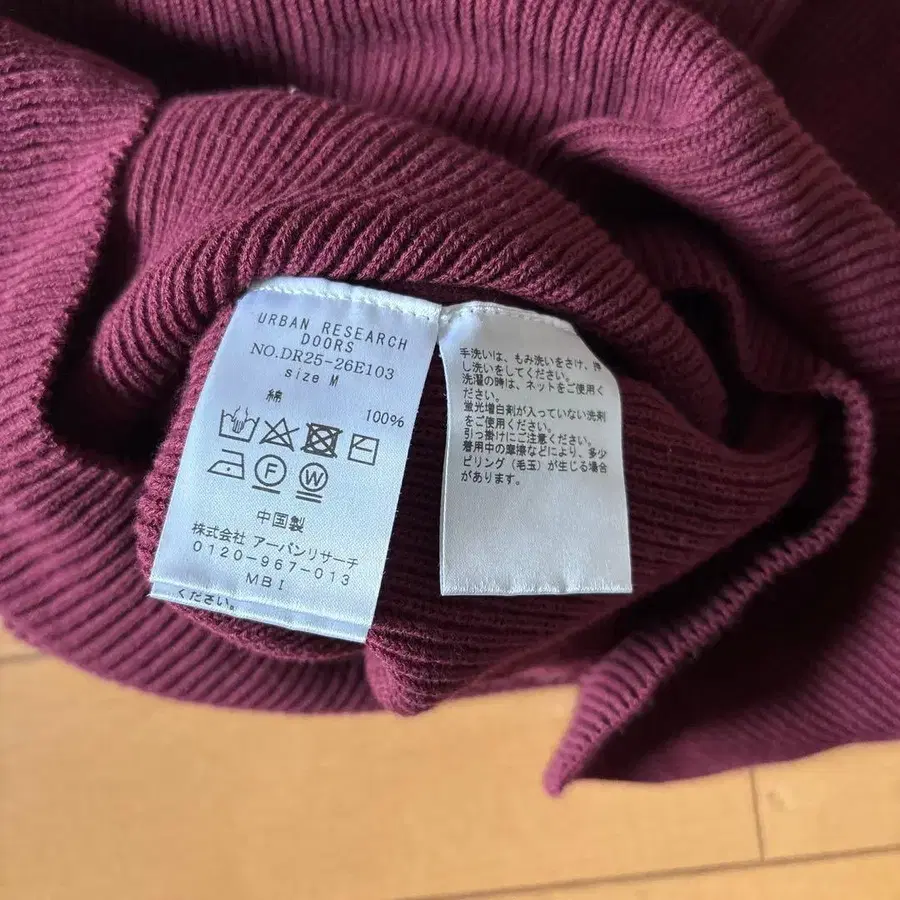 URBAN RESEARCH
DOORS
NO.DR25-26E103
size M
綿 100%
F W
中国製
株式会社 アーバンリサーチ
0120-967-013
MBI
ください。
手洗いは、もみ洗いをさけ、押
し洗いをしてください。
洗濯の時は、ネットをご使用くだ
さい。
蛍光増白剤が入っていない洗剤
をご使用ください。
引っ掛けにご注意ください。
着用中の摩擦などにより、多少
ピリング（毛玉）が生じる場合
があります。